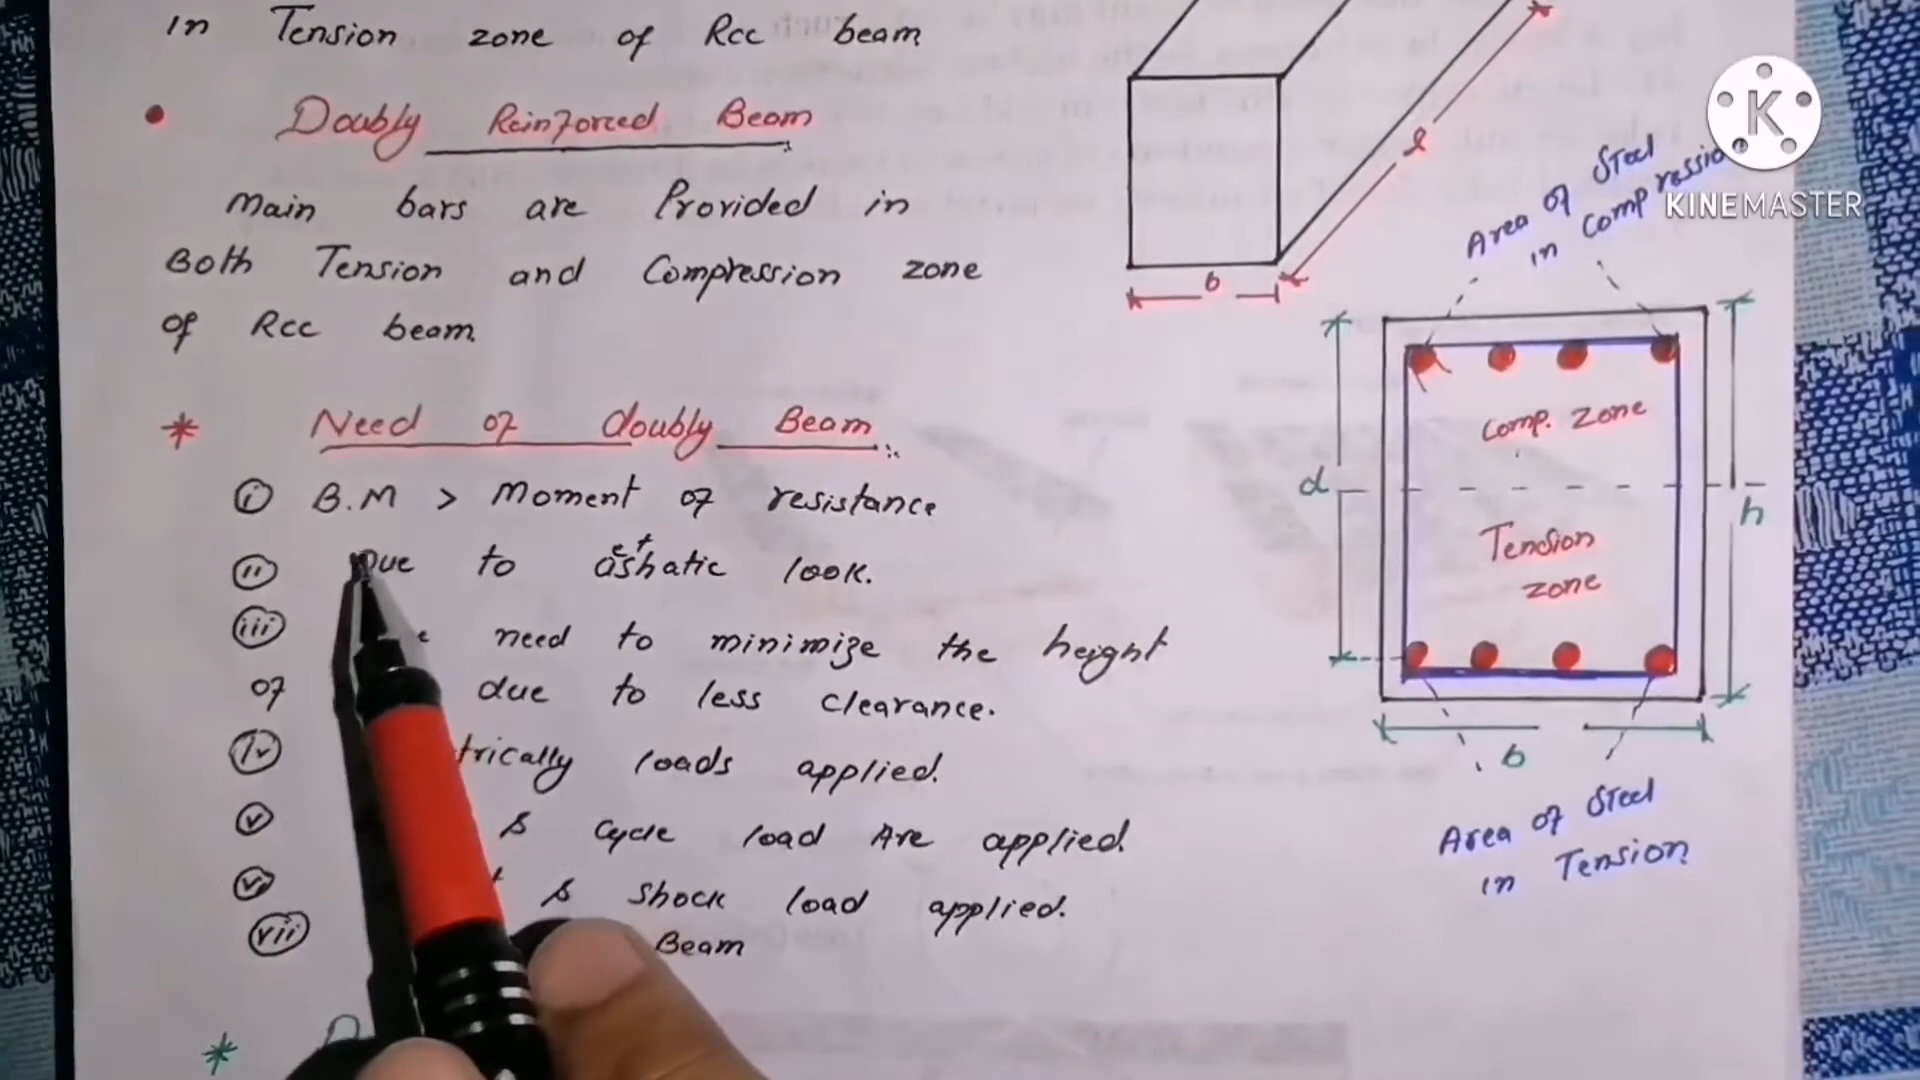 in Tension zone of Rcc beam
• Doubly Reinforced Beam
main bars are Provided in
Both Tension and Compression zone
of Rcc beam.
* Need of doubly Beam :
(i) B.M > Moment of resistance
(ii) Due to asthetic look.
(iii) need to minimize the height
of due to less clearance.
(iv) trically loads applied.
(v) & cycle load Are applied.
(vi) & shock load applied.
(vii) Beam
*
l
b
K
KINEMASTER
Area of Steel
in Compression
Comp. Zone
d
h
Tension
zone
b
Area of Steel
in Tension